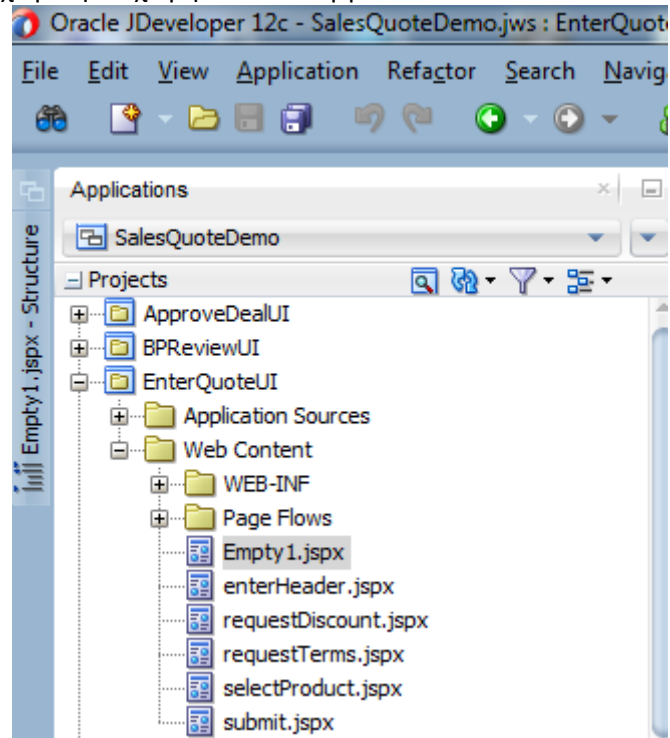 Oracle JDeveloper 12c - SalesQuoteDemo.jws : EnterQuote
File Edit View Application Refactor Search Navig
Applications
SalesQuoteDemo
Empty1.jspx - Structure
Projects
ApproveDealUI
BPReviewUI
EnterQuoteUI
Application Sources
Web Content
WEB-INF
Page Flows
Empty1.jspx
enterHeader.jspx
requestDiscount.jspx
requestTerms.jspx
selectProduct.jspx
submit.jspx